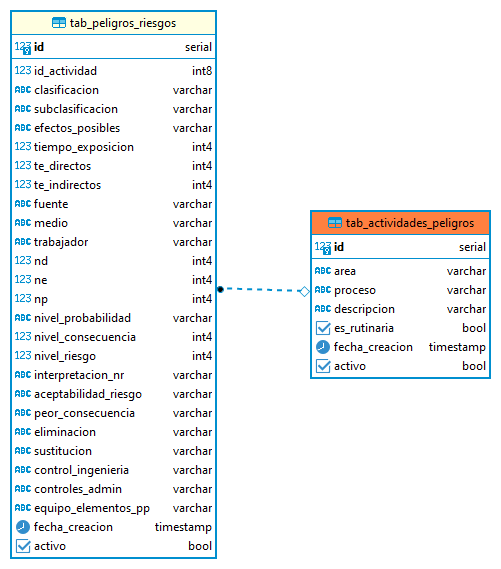 tab_peligros_riesgos
123 id serial
123 id_actividad int8
ABC clasificacion varchar
ABC subclasificacion varchar
ABC efectos_posibles varchar
123 tiempo_exposicion int4
123 te_directos int4
123 te_indirectos int4
ABC fuente varchar
ABC medio varchar
ABC trabajador varchar
123 nd int4
123 ne int4
123 np int4
ABC nivel_probabilidad varchar
123 nivel_consecuencia int4
123 nivel_riesgo int4
ABC interpretacion_nr varchar
ABC aceptabilidad_riesgo varchar
ABC peor_consecuencia varchar
ABC eliminacion varchar
ABC sustitucion varchar
ABC control_ingenieria varchar
ABC controles_admin varchar
ABC equipo_elementos_pp varchar
fecha_creacion timestamp
activo bool
tab_actividades_peligros
123 id serial
ABC area varchar
ABC proceso varchar
ABC descripcion varchar
es_rutinaria bool
fecha_creacion timestamp
activo bool